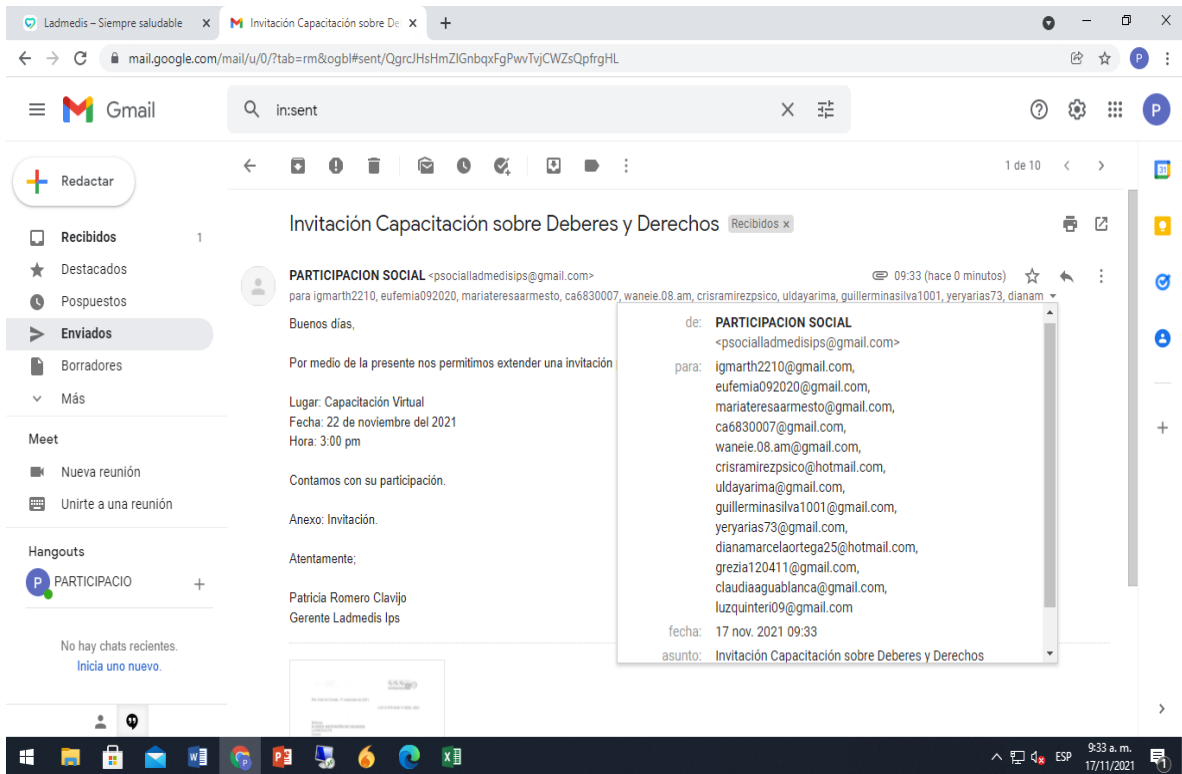 Ladmedis – Siempre saludable
Invitación Capacitación sobre De
mail.google.com/mail/u/0/?tab=rm&ogbl#sent/QgrcJHsHmZlGnbqxFgPwvTvjCWZsQpfrgHL
P
Gmail
in:sent
P
Redactar
1 de 10
31
Invitación Capacitación sobre Deberes y Derechos Recibidos x
Recibidos 1
Destacados
Pospuestos
Enviados
Borradores
Más
PARTICIPACION SOCIAL <psocialladmedisips@gmail.com>
09:33 (hace 0 minutos)
para igmarth2210, eufemia092020, mariateresaarmesto, ca6830007, waneie.08.am, crisramirezpsico, uldayarima, guillerminasilva1001, yeryarias73, dianam
Buenos días,
Por medio de la presente nos permitimos extender una invitación
Lugar: Capacitación Virtual
Fecha: 22 de noviembre del 2021
Hora: 3:00 pm
Contamos con su participación.
Anexo: Invitación.
Atentamente;
Patricia Romero Clavijo
Gerente Ladmedis Ips
de: PARTICIPACION SOCIAL
<psocialladmedisips@gmail.com>
para: igmarth2210@gmail.com,
eufemia092020@gmail.com,
mariateresaarmesto@gmail.com,
ca6830007@gmail.com,
waneie.08.am@gmail.com,
crisramirezpsico@hotmail.com,
uldayarima@gmail.com,
guillerminasilva1001@gmail.com,
yeryarias73@gmail.com,
dianamarcelaortega25@hotmail.com,
grezia120411@gmail.com,
claudiaaguablanca@gmail.com,
luzquinteri09@gmail.com
fecha: 17 nov. 2021 09:33
asunto: Invitación Capacitación sobre Deberes y Derechos
Meet
Nueva reunión
Unirte a una reunión
Hangouts
P PARTICIPACIO
No hay chats recientes.
Inicia uno nuevo.
ESP
9:33 a. m.
17/11/2021
1